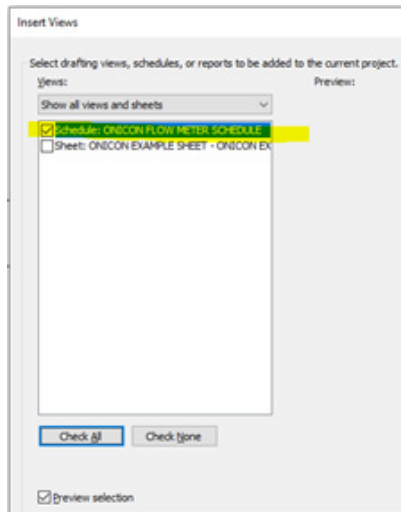 Insert Views
Select drafting views, schedules, or reports to be added to the current project.
Views:
Preview:
Show all views and sheets
Schedule: ONICON FLOW METER SCHEDULE
Sheet: ONICON EXAMPLE SHEET - ONICON EX
Check All
Check None
Preview selection